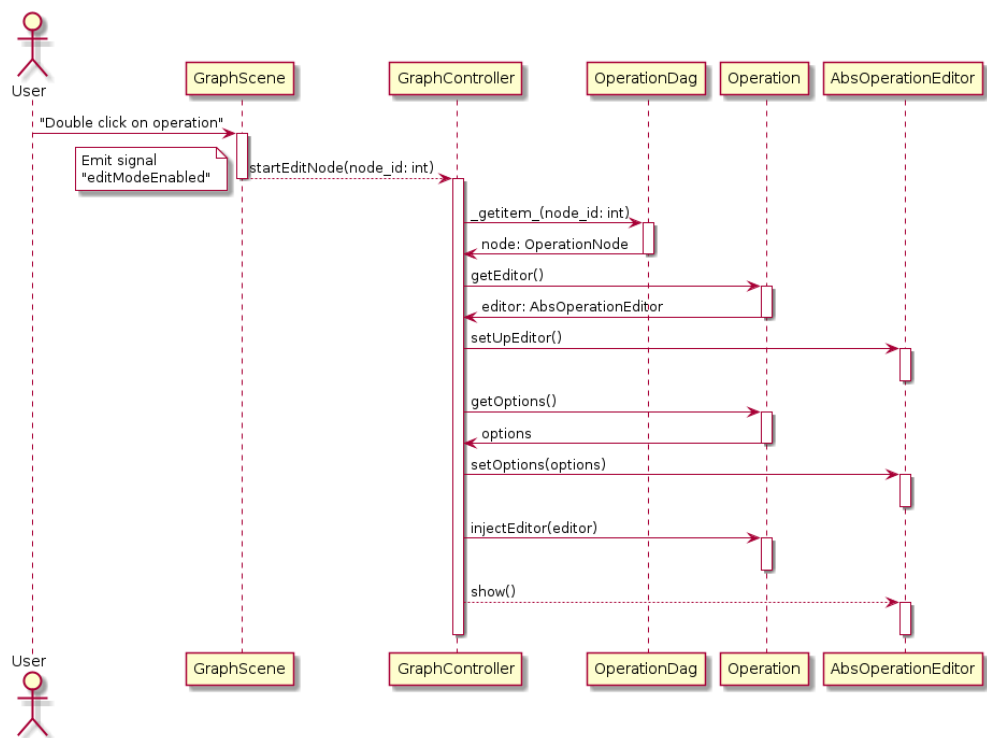 User
GraphScene
GraphController
OperationDag
Operation
AbsOperationEditor
"Double click on operation"
Emit signal
"editModeEnabled"
startEditNode(node_id: int)
_getitem_(node_id: int)
node: OperationNode
getEditor()
editor: AbsOperationEditor
setUpEditor()
getOptions()
options
setOptions(options)
injectEditor(editor)
show()
User
GraphScene
GraphController
OperationDag
Operation
AbsOperationEditor